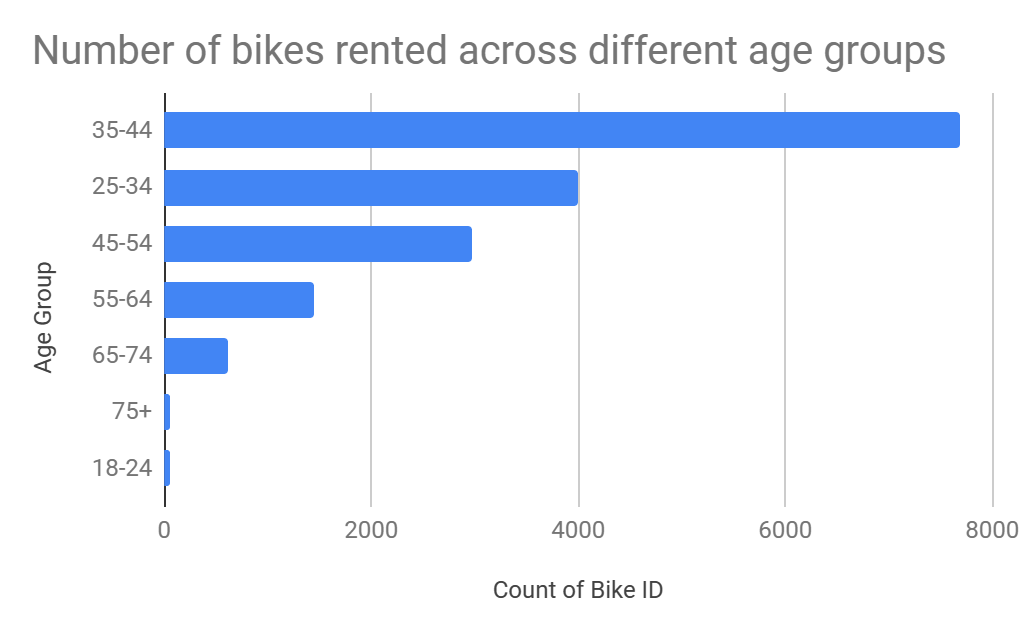 Number of bikes rented across different age groups
Age Group
35-44
25-34
45-54
55-64
65-74
75+
18-24
0 2000 4000 6000 8000
Count of Bike ID